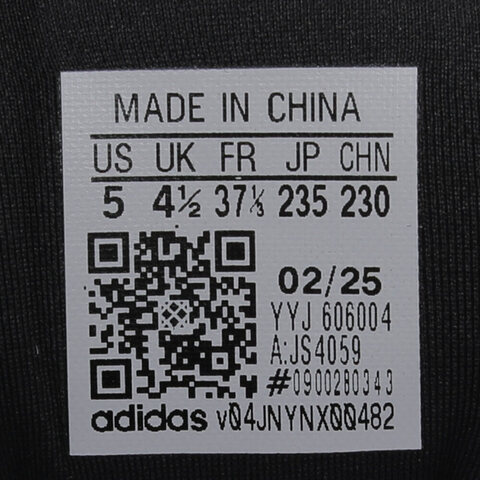 MADE IN CHINA
US UK FR JP CHN
5 4½ 37⅓ 235 230
02/25
YYJ 606004
A:JS4059
#0900280343
adidas v04JNYNX00482